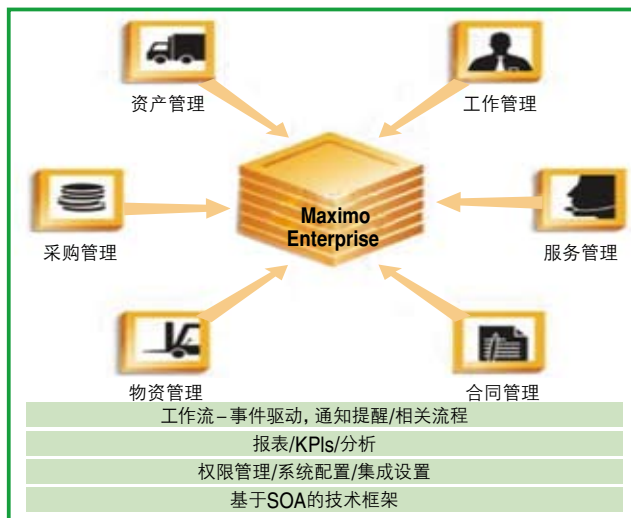 资产管理
工作管理
Maximo
Enterprise
采购管理
服务管理
物资管理
合同管理
工作流-事件驱动，通知提醒/相关流程
报表/KPIs/分析
权限管理/系统配置/集成设置
基于SOA的技术框架